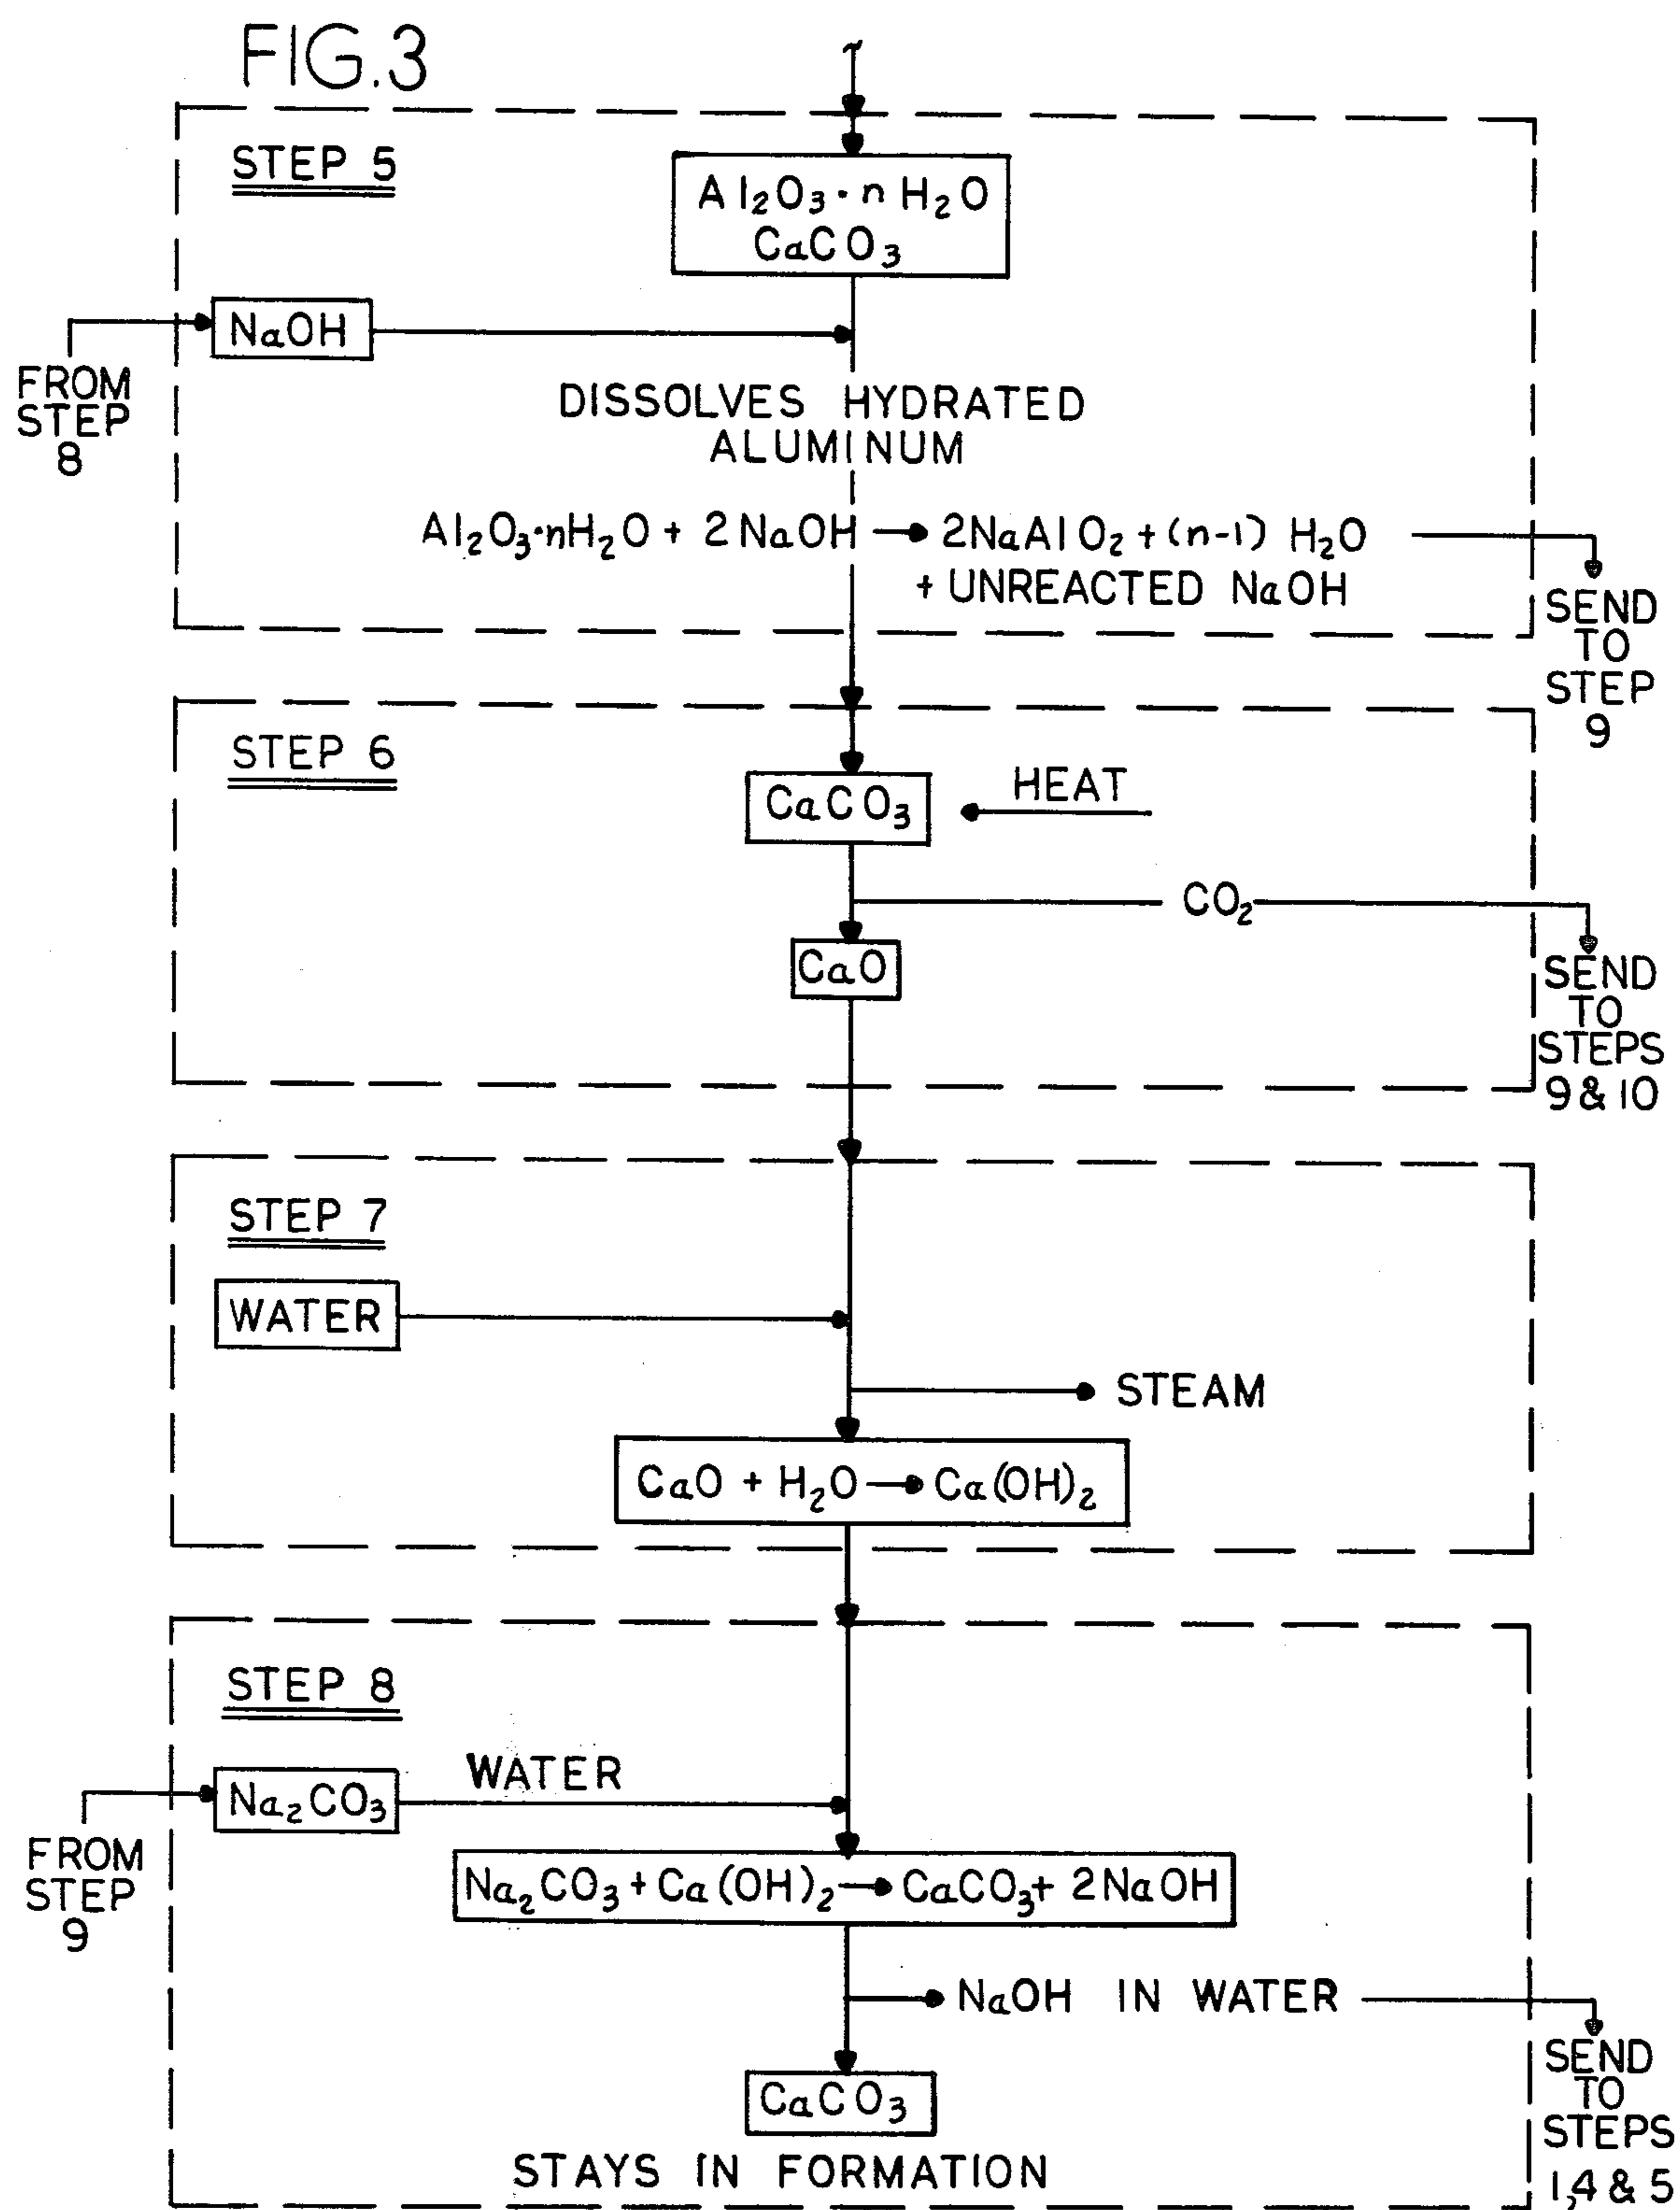 FIG.3
STEP 5
Al₂O₃·nH₂O
CaCO₃
NaOH
FROM
STEP
8
DISSOLVES HYDRATED
ALUMINUM
Al₂O₃·nH₂O + 2 NaOH → 2NaAlO₂ + (n-1) H₂O
+ UNREACTED NaOH
SEND
TO
STEP
9
STEP 6
CaCO₃
HEAT
CO₂
CaO
SEND
TO
STEPS
9 & 10
STEP 7
WATER
STEAM
CaO + H₂O → Ca(OH)₂
STEP 8
Na₂CO₃
WATER
FROM
STEP
9
Na₂CO₃ + Ca(OH)₂ → CaCO₃ + 2NaOH
NaOH IN WATER
SEND
TO
STEPS
1,4 & 5
CaCO₃
STAYS IN FORMATION